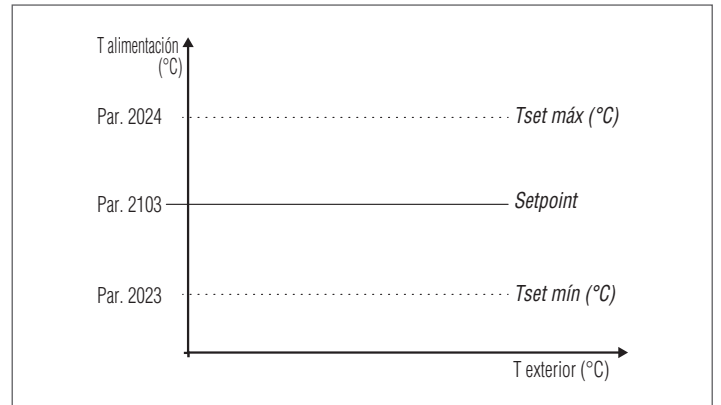 T alimentación
(°C)
Par. 2024
Tset máx (°C)
Par. 2103
Setpoint
Par. 2023
Tset mín (°C)
T exterior (°C)